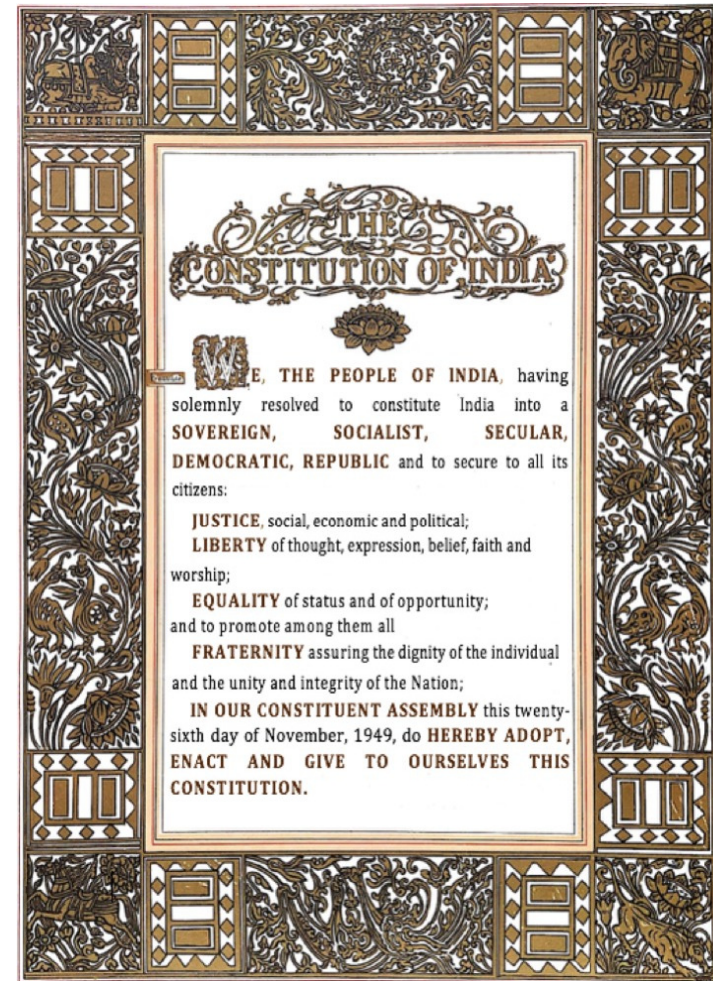 THE
CONSTITUTION OF INDIA
WE, THE PEOPLE OF INDIA, having
solemnly resolved to constitute India into a
SOVEREIGN, SOCIALIST, SECULAR,
DEMOCRATIC, REPUBLIC and to secure to all its
citizens:
JUSTICE, social, economic and political;
LIBERTY of thought, expression, belief, faith and
worship;
EQUALITY of status and of opportunity;
and to promote among them all
FRATERNITY assuring the dignity of the individual
and the unity and integrity of the Nation;
IN OUR CONSTITUENT ASSEMBLY this twenty-
sixth day of November, 1949, do HEREBY ADOPT,
ENACT AND GIVE TO OURSELVES THIS
CONSTITUTION.